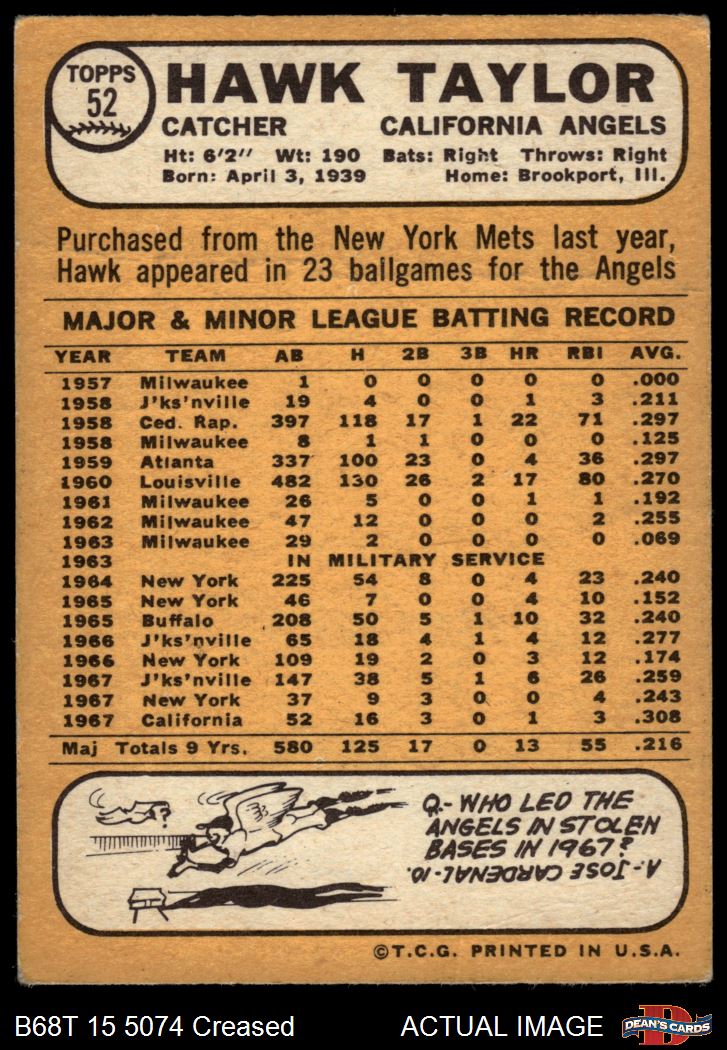 TOPPS
52
HAWK TAYLOR
CATCHER CALIFORNIA ANGELS
Ht: 6'2" Wt: 190 Bats: Right Throws: Right
Born: April 3, 1939 Home: Brookport, Ill.
Purchased from the New York Mets last year,
Hawk appeared in 23 ballgames for the Angels
MAJOR & MINOR LEAGUE BATTING RECORD
YEAR TEAM AB H 2B 3B HR RBI AVG.
1957 Milwaukee 1 0 0 0 0 0 .000
1958 J'ks'nville 19 4 0 0 1 3 .211
1958 Ced. Rap. 397 118 17 1 22 71 .297
1958 Milwaukee 8 1 1 0 0 0 .125
1959 Atlanta 337 100 23 0 4 36 .297
1960 Louisville 482 130 26 2 17 80 .270
1961 Milwaukee 26 5 0 0 1 1 .192
1962 Milwaukee 47 12 0 0 0 2 .255
1963 Milwaukee 29 2 0 0 0 0 .069
1963 IN MILITARY SERVICE
1964 New York 225 54 8 0 4 23 .240
1965 New York 46 7 0 0 4 10 .152
1965 Buffalo 208 50 5 1 10 32 .240
1966 J'ks'nville 65 18 4 1 4 12 .277
1966 New York 109 19 2 0 3 12 .174
1967 J'ks'nville 147 38 5 1 6 26 .259
1967 New York 37 9 3 0 0 4 .243
1967 California 52 16 3 0 1 3 .308
Maj Totals 9 Yrs. 580 125 17 0 13 55 .216
?
Q.- WHO LED THE
ANGELS IN STOLEN
BASES IN 1967?
A- JOSE CARDENAL-10.
©T.C.G. PRINTED IN U.S.A.
B68T 15 5074 Creased ACTUAL IMAGE
D
DEAN'S CARDS